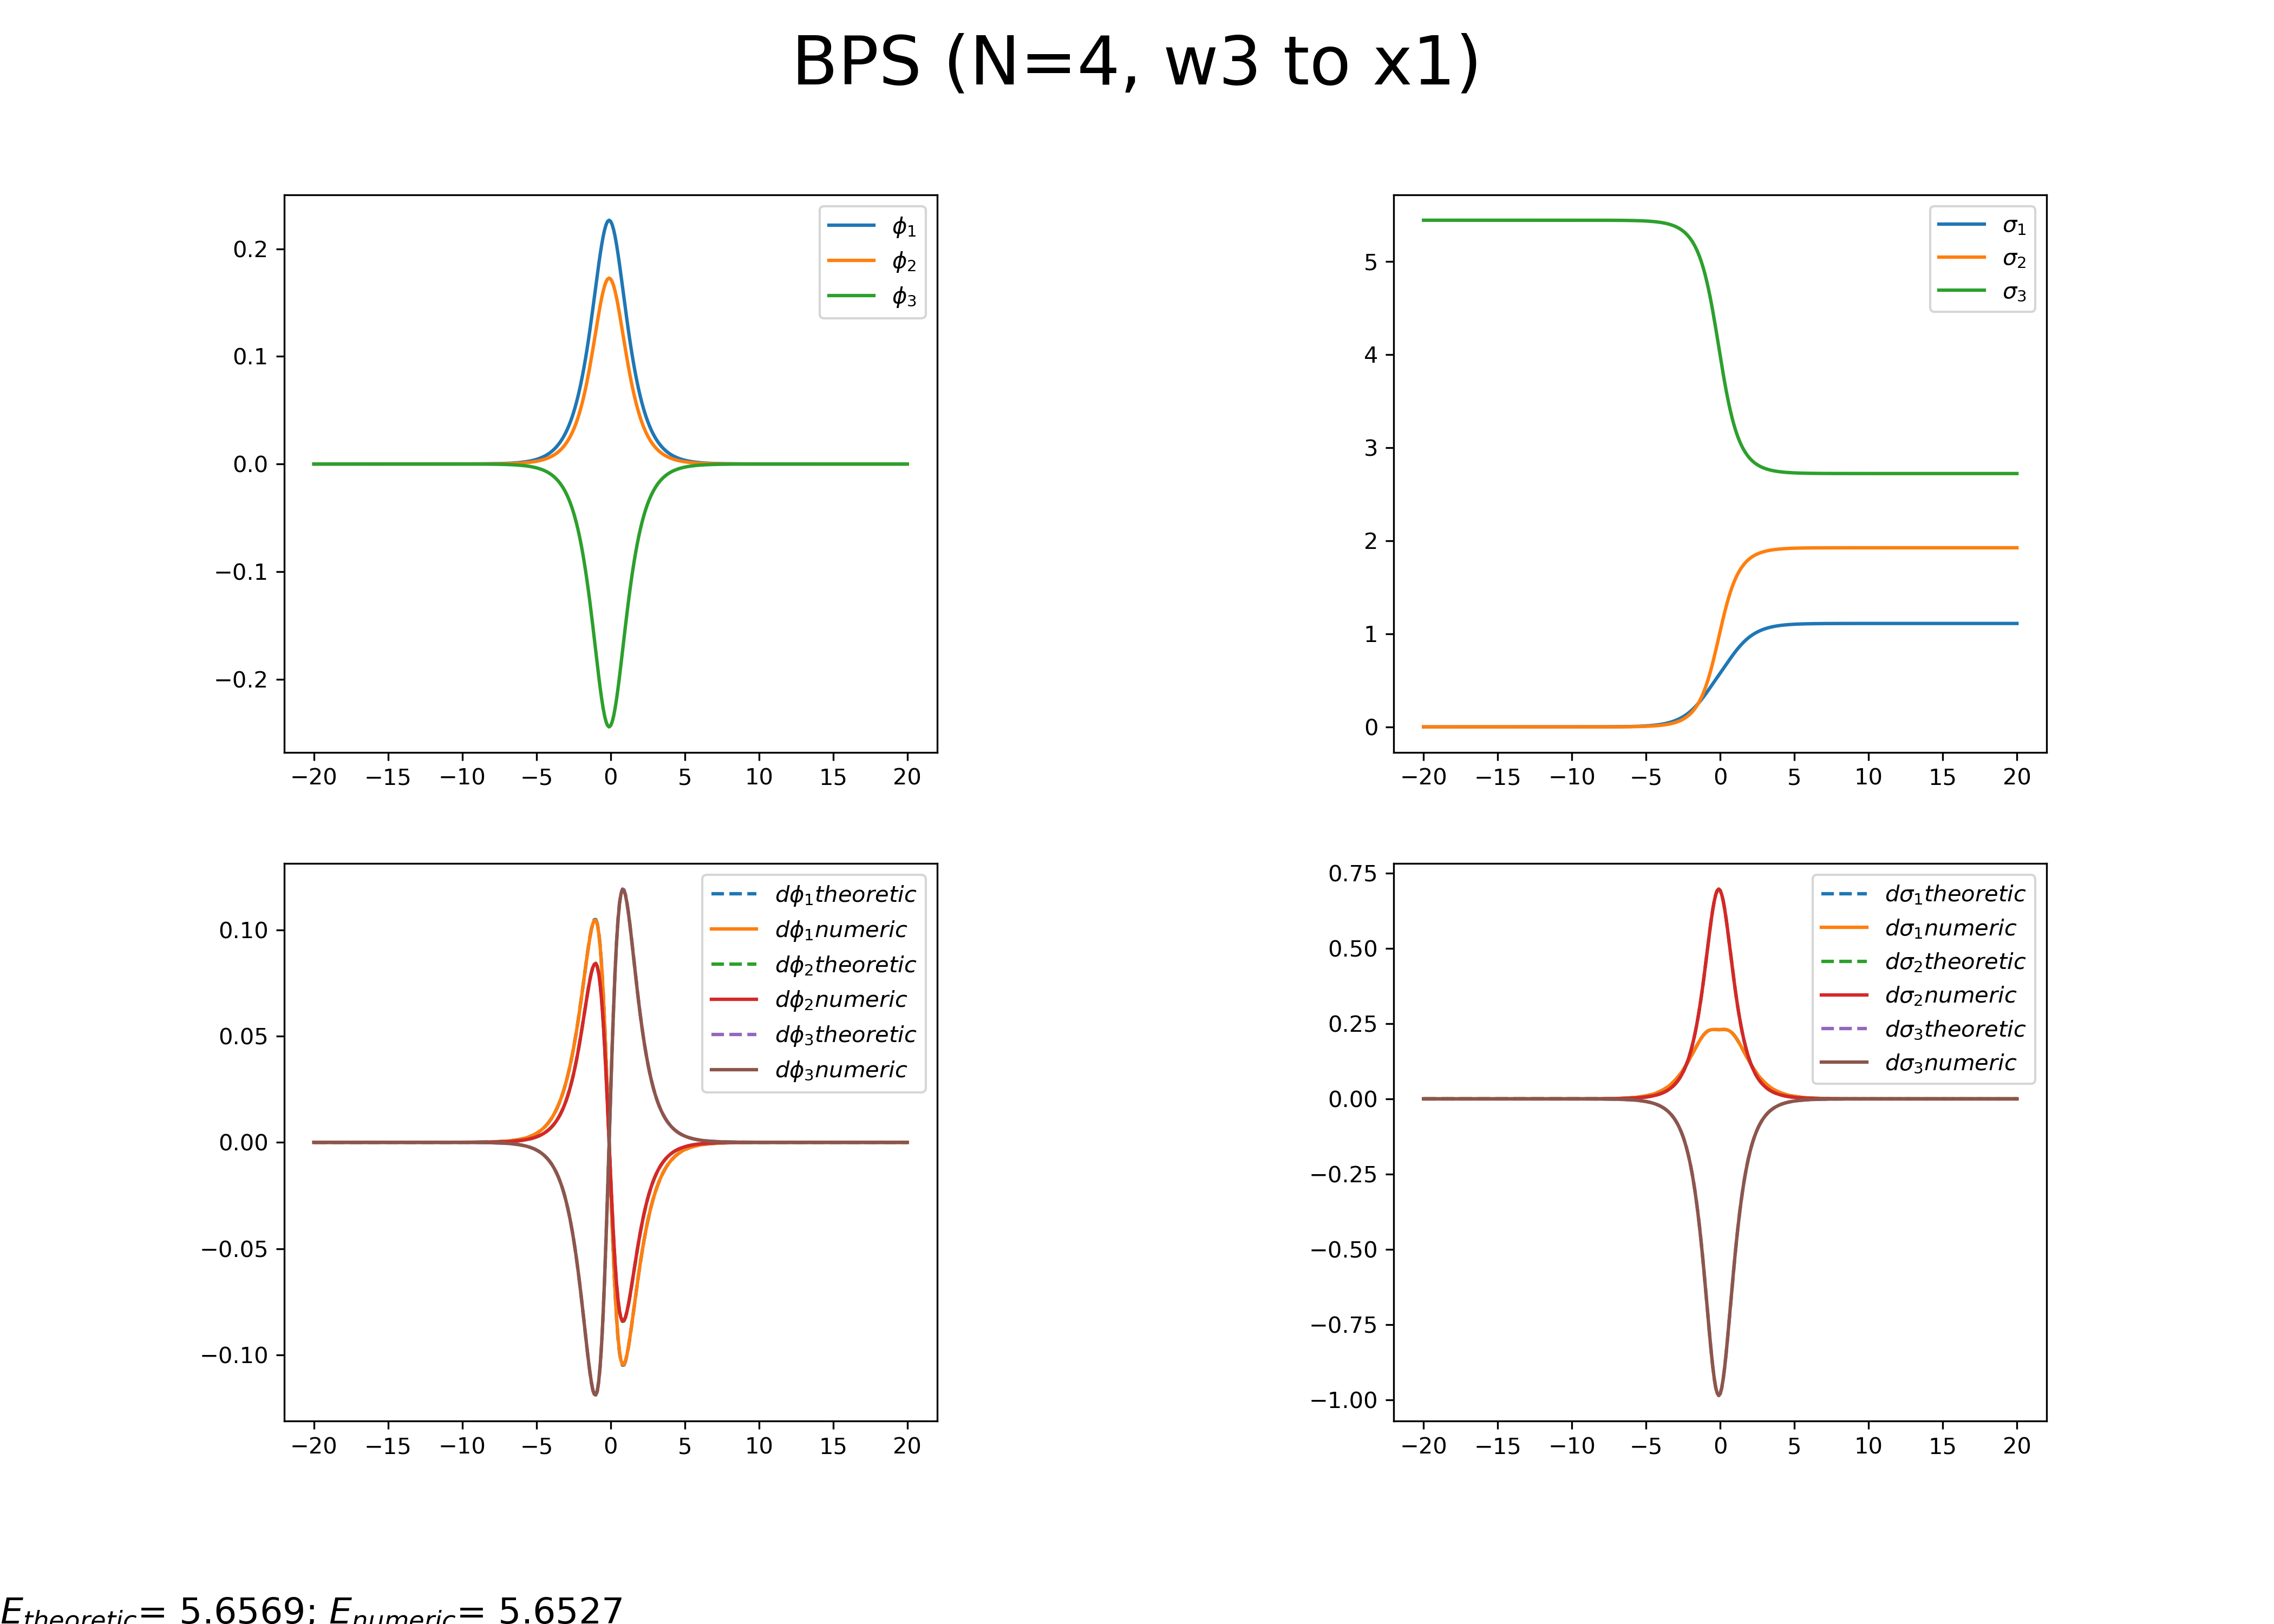 BPS (N=4, w3 to x1)
0.2
0.1
0.0
−0.1
−0.2
−20 −15 −10 −5 0 5 10 15 20
ϕ₁
ϕ₂
ϕ₃
5
4
3
2
1
0
−20 −15 −10 −5 0 5 10 15 20
σ₁
σ₂
σ₃
0.10
0.05
0.00
−0.05
−0.10
−20 −15 −10 −5 0 5 10 15 20
dϕ₁theoretic
dϕ₁numeric
dϕ₂theoretic
dϕ₂numeric
dϕ₃theoretic
dϕ₃numeric
0.75
0.50
0.25
0.00
−0.25
−0.50
−0.75
−1.00
−20 −15 −10 −5 0 5 10 15 20
dσ₁theoretic
dσ₁numeric
dσ₂theoretic
dσ₂numeric
dσ₃theoretic
dσ₃numeric
E_theoretic= 5.6569; E_numeric= 5.6527